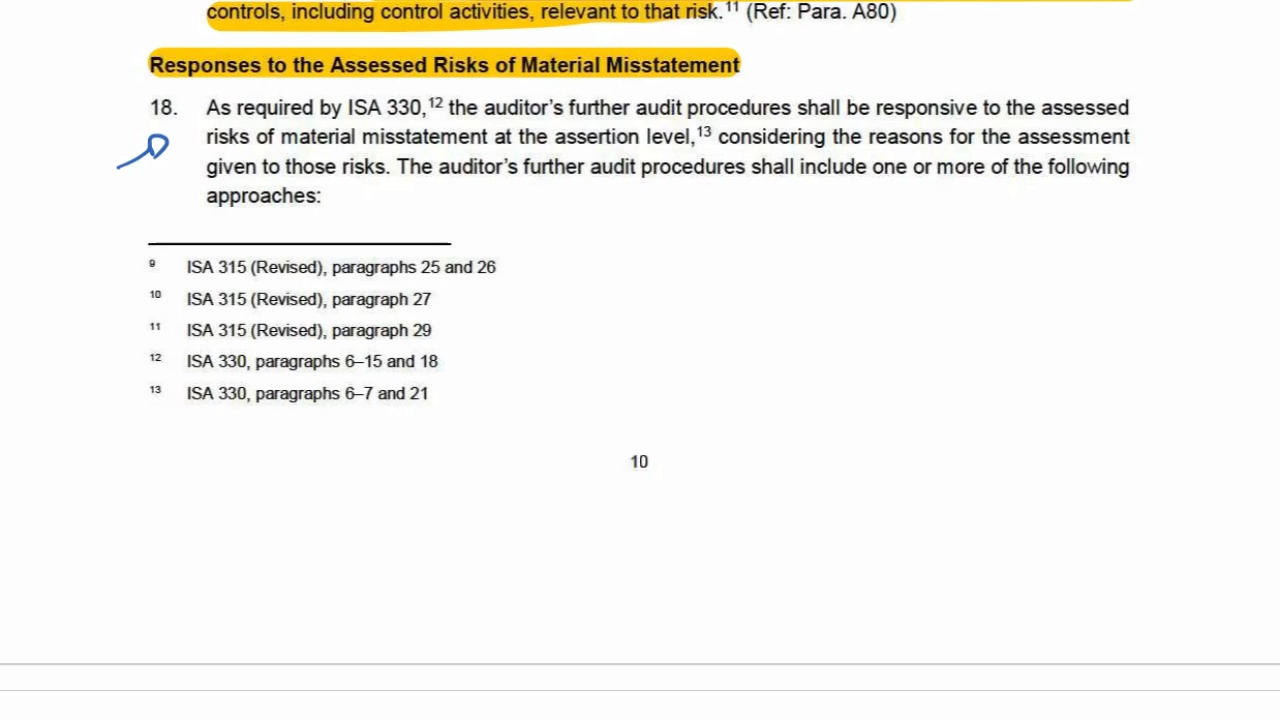 controls, including control activities, relevant to that risk.11 (Ref: Para. A80)
Responses to the Assessed Risks of Material Misstatement
18. As required by ISA 330,12 the auditor's further audit procedures shall be responsive to the assessed
risks of material misstatement at the assertion level,13 considering the reasons for the assessment
given to those risks. The auditor's further audit procedures shall include one or more of the following
approaches:
9 ISA 315 (Revised), paragraphs 25 and 26
10 ISA 315 (Revised), paragraph 27
11 ISA 315 (Revised), paragraph 29
12 ISA 330, paragraphs 6–15 and 18
13 ISA 330, paragraphs 6–7 and 21
10